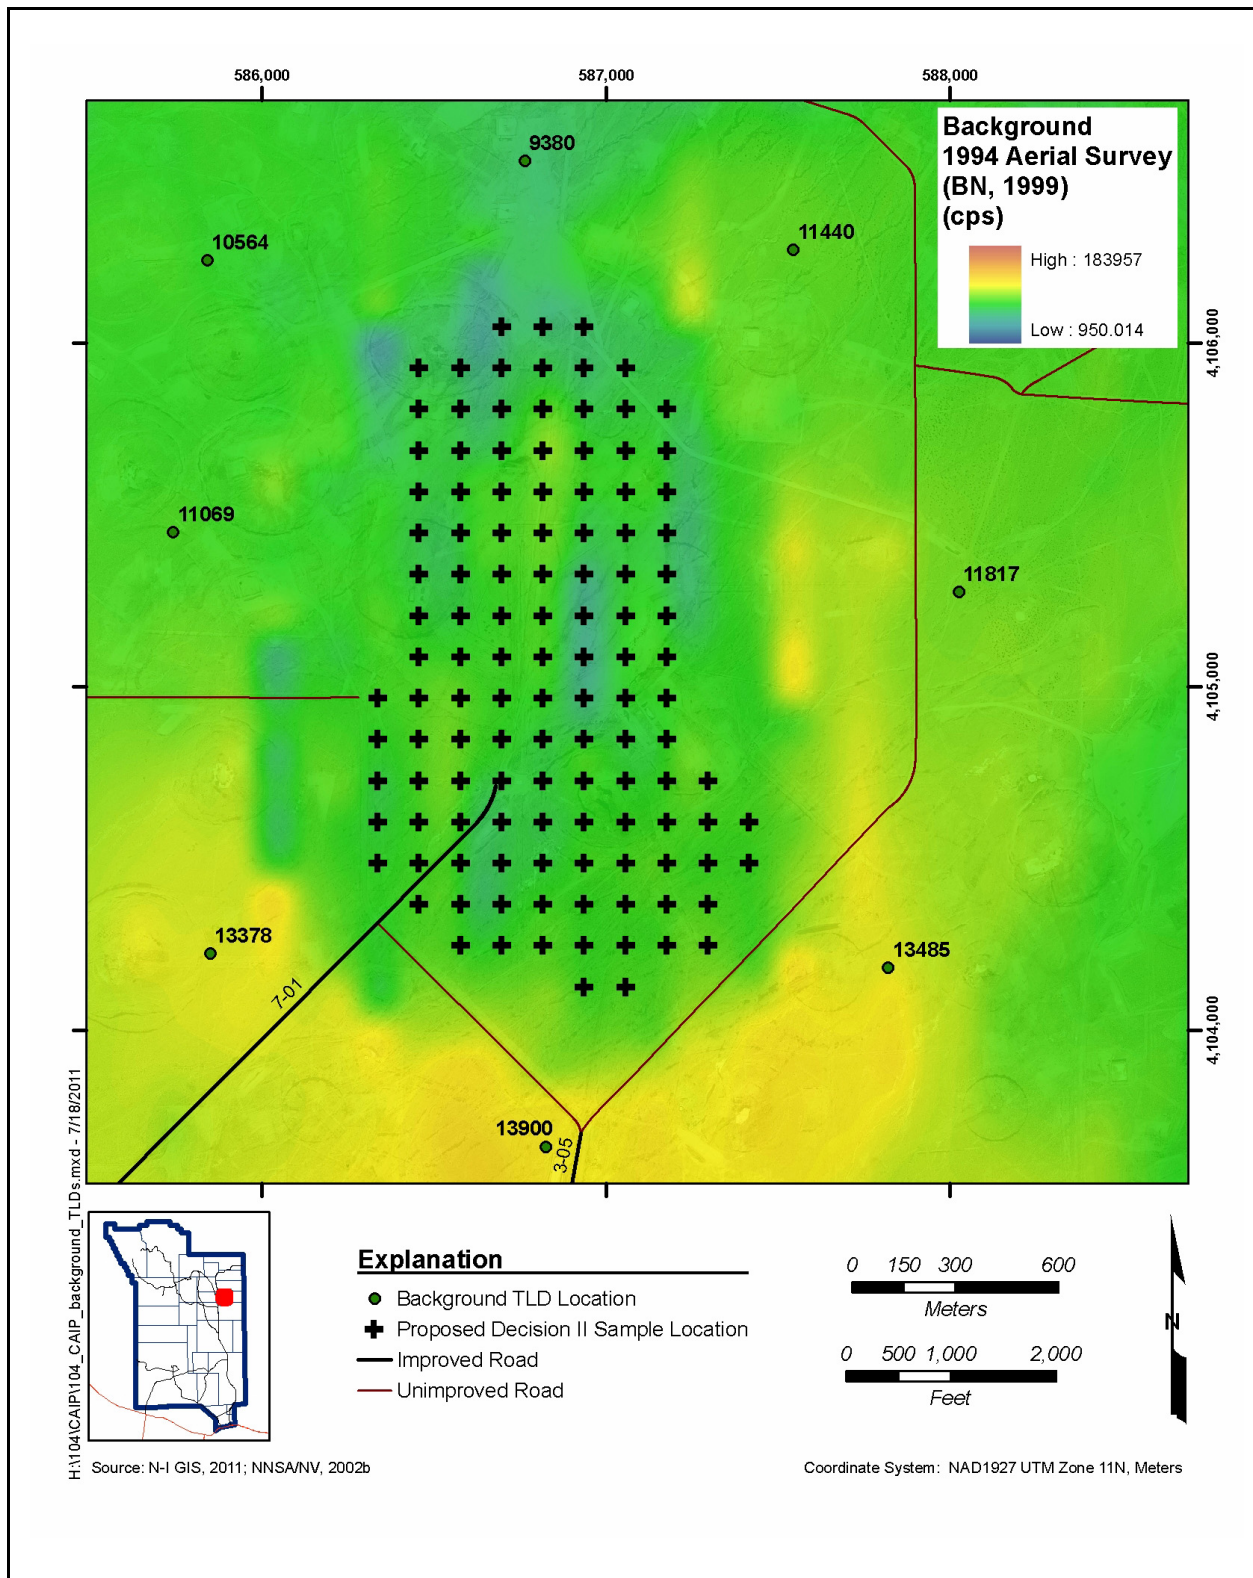 586,000
587,000
588,000
Background
1994 Aerial Survey
(BN, 1999)
(cps)
High : 183957
Low : 950.014
9380
10564
11440
4,106,000
11069
11817
4,105,000
13378
13485
7-01
4,104,000
13900
3-05
H:\104\CAIP\104_CAIP_background_TLDs.mxd - 7/18/2011
Explanation
Background TLD Location
Proposed Decision II Sample Location
Improved Road
Unimproved Road
0 150 300 600
Meters
0 500 1,000 2,000
Feet
N
Source: N-I GIS, 2011; NNSA/NV, 2002b
Coordinate System: NAD1927 UTM Zone 11N, Meters